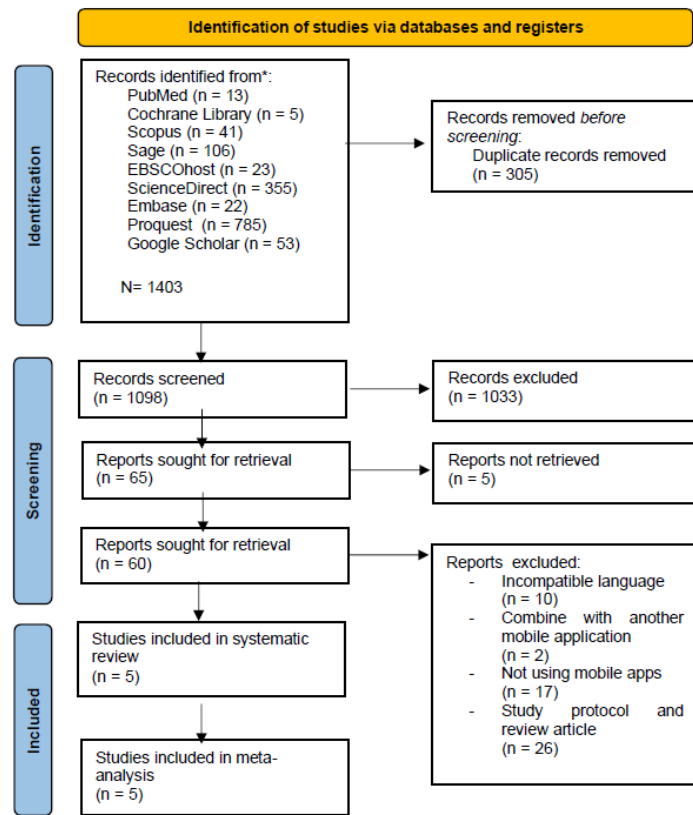 Identification of studies via databases and registers
Identification
Records identified from*:
PubMed (n = 13)
Cochrane Library (n = 5)
Scopus (n = 41)
Sage (n = 106)
EBSCOhost (n = 23)
ScienceDirect (n = 355)
Embase (n = 22)
Proquest (n = 785)
Google Scholar (n = 53)
N= 1403
Records removed before
screening:
Duplicate records removed
(n = 305)
Screening
Records screened
(n = 1098)
Records excluded
(n = 1033)
Reports sought for retrieval
(n = 65)
Reports not retrieved
(n = 5)
Reports sought for retrieval
(n = 60)
Reports excluded:
- Incompatible language
(n = 10)
- Combine with another
mobile application
(n = 2)
- Not using mobile apps
(n = 17)
- Study protocol and
review article
(n = 26)
Included
Studies included in systematic
review
(n = 5)
Studies included in meta-
analysis
(n = 5)